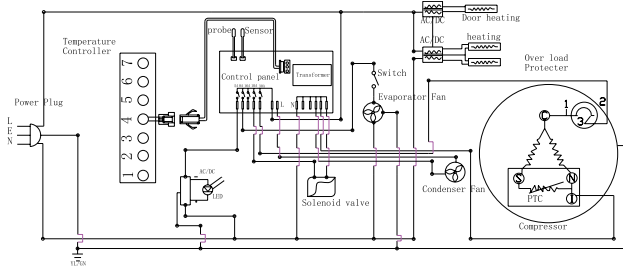 AC/DC
Door heating
probe
Sensor
Temperature
Controller
AC/DC
heating
Control panel
Transformer
Switch
Over load
Protecter
Evaporator Fan
7
6
5
4
3
2
1
Power Plug
L
E
N
L
N
1
2
3
C
S
PTC
Compressor
AC/DC
LED
Solenoid valve
Condenser Fan
YL/GN